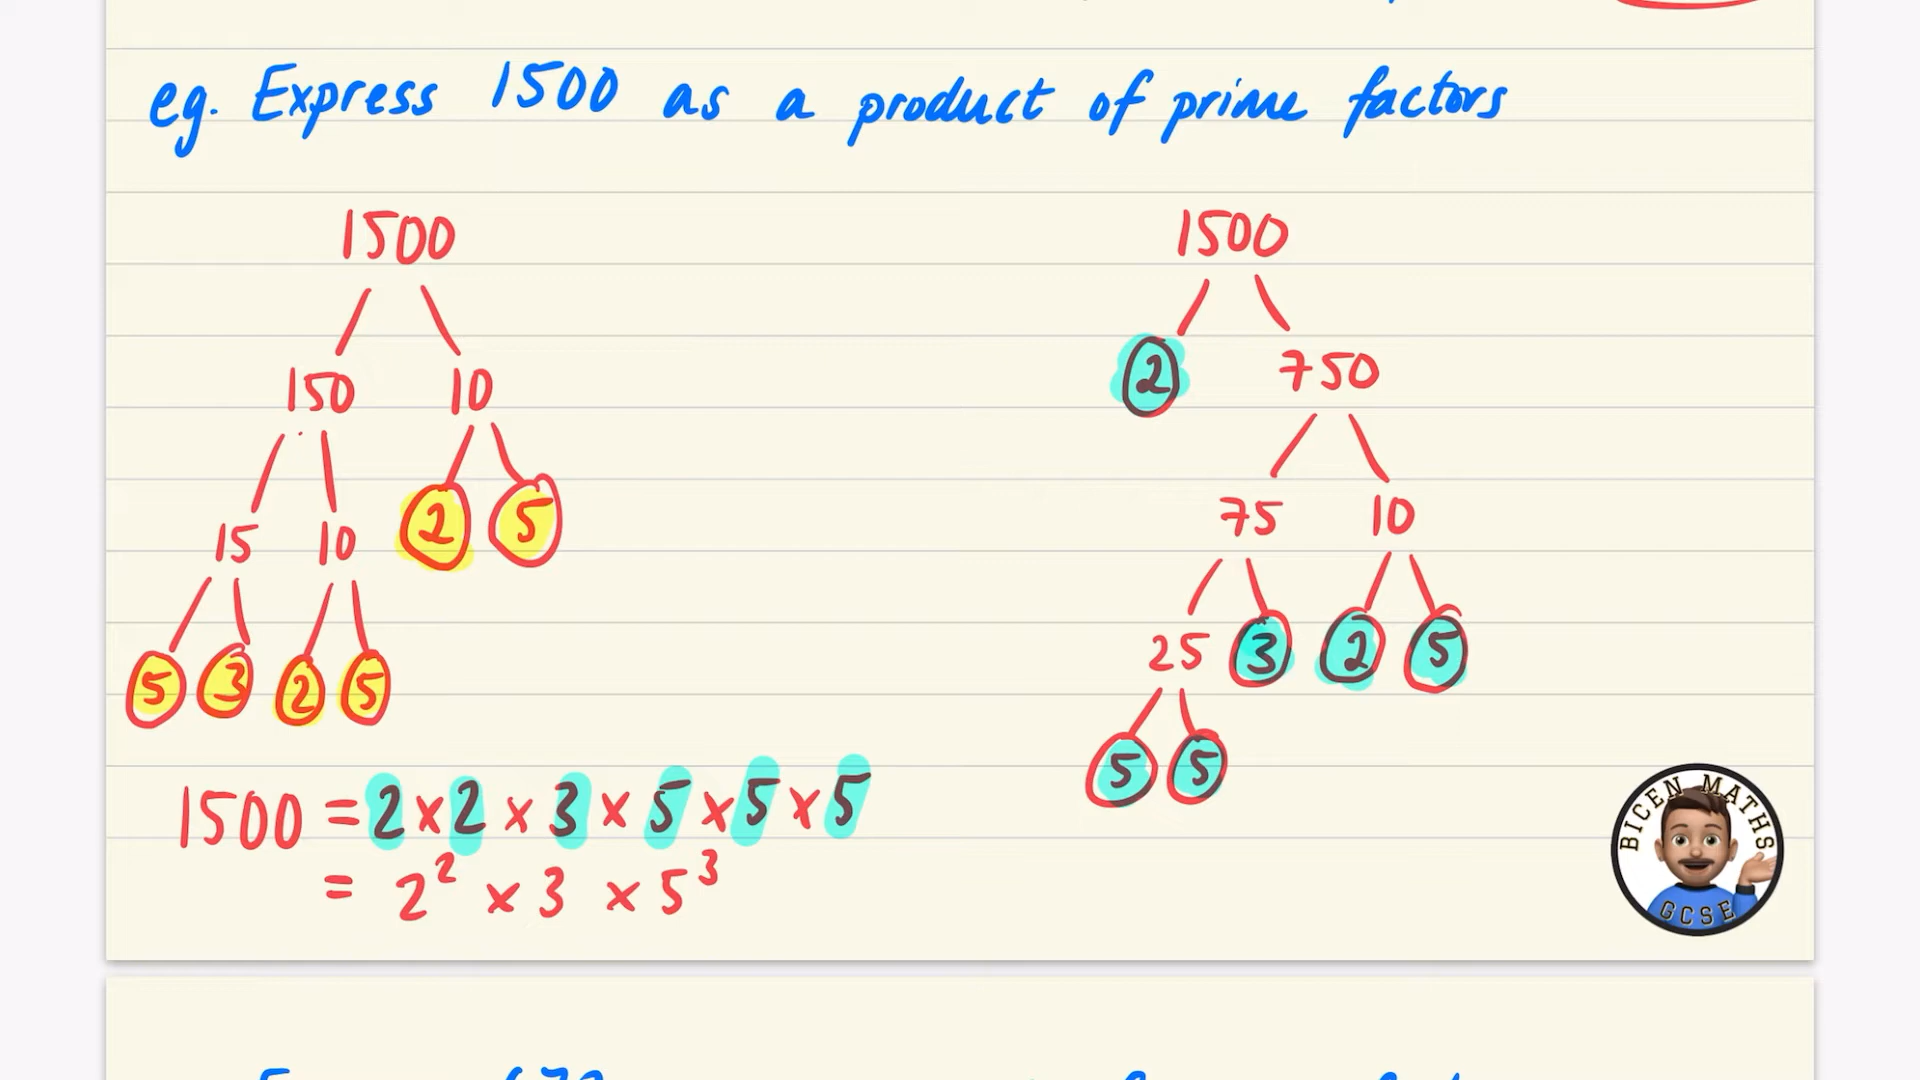 eg. Express 1500 as a product of prime factors
1500 1500
150 10 2 750
15 10 2 5 75 10
5 3 2 5 25 3 2 5
5 5
1500 = 2 x 2 x 3 x 5 x 5 x 5
= 2² x 3 x 5³
BICEN MATHS
GCSE